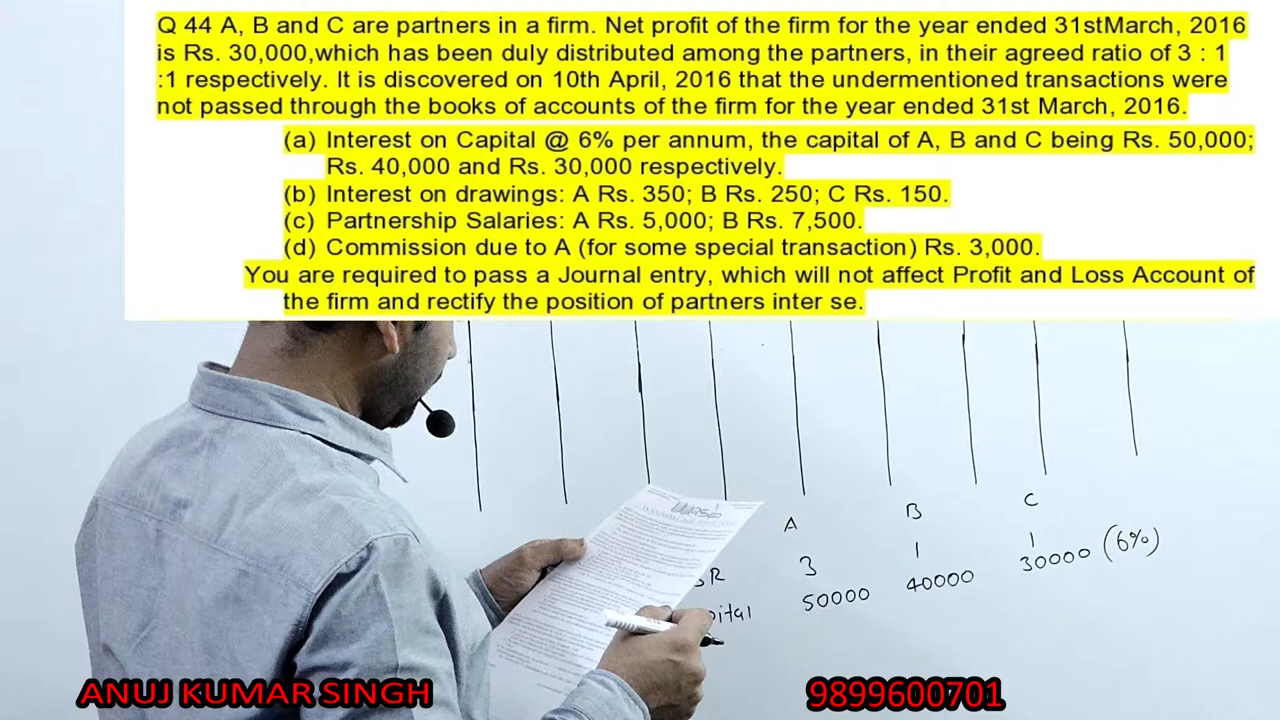 Q 44 A, B and C are partners in a firm. Net profit of the firm for the year ended 31stMarch, 2016
is Rs. 30,000,which has been duly distributed among the partners, in their agreed ratio of 3 : 1
:1 respectively. It is discovered on 10th April, 2016 that the undermentioned transactions were
not passed through the books of accounts of the firm for the year ended 31st March, 2016.
(a) Interest on Capital @ 6% per annum, the capital of A, B and C being Rs. 50,000;
Rs. 40,000 and Rs. 30,000 respectively.
(b) Interest on drawings: A Rs. 350; B Rs. 250; C Rs. 150.
(c) Partnership Salaries: A Rs. 5,000; B Rs. 7,500.
(d) Commission due to A (for some special transaction) Rs. 3,000.
You are required to pass a Journal entry, which will not affect Profit and Loss Account of
the firm and rectify the position of partners inter se.
A B C
SR 3 1 1
pital 50000 40000 30000 (6%)
ANUJ KUMAR SINGH 9899600701